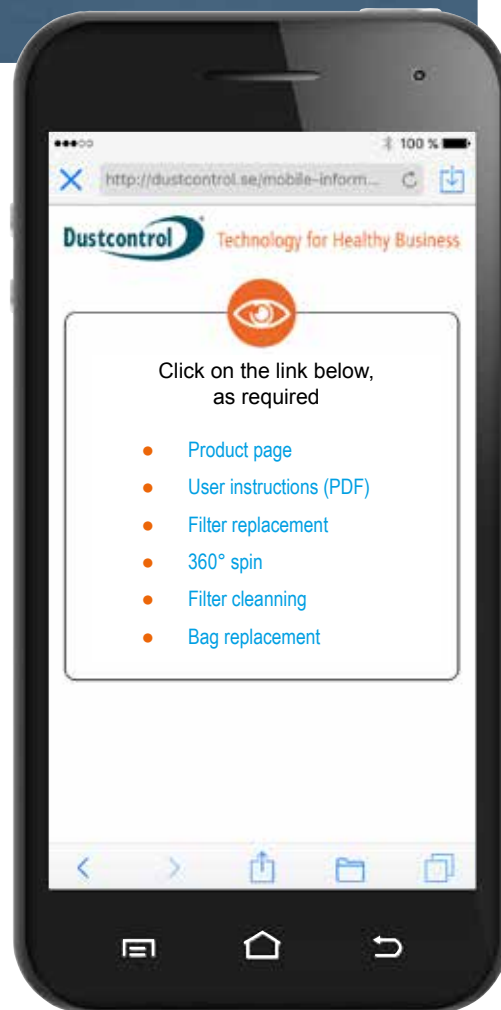 100 %
http://dustcontrol.se/mobile-inform...
Dustcontrol® Technology for Healthy Business
Click on the link below,
as required
● Product page
● User instructions (PDF)
● Filter replacement
● 360° spin
● Filter cleanning
● Bag replacement